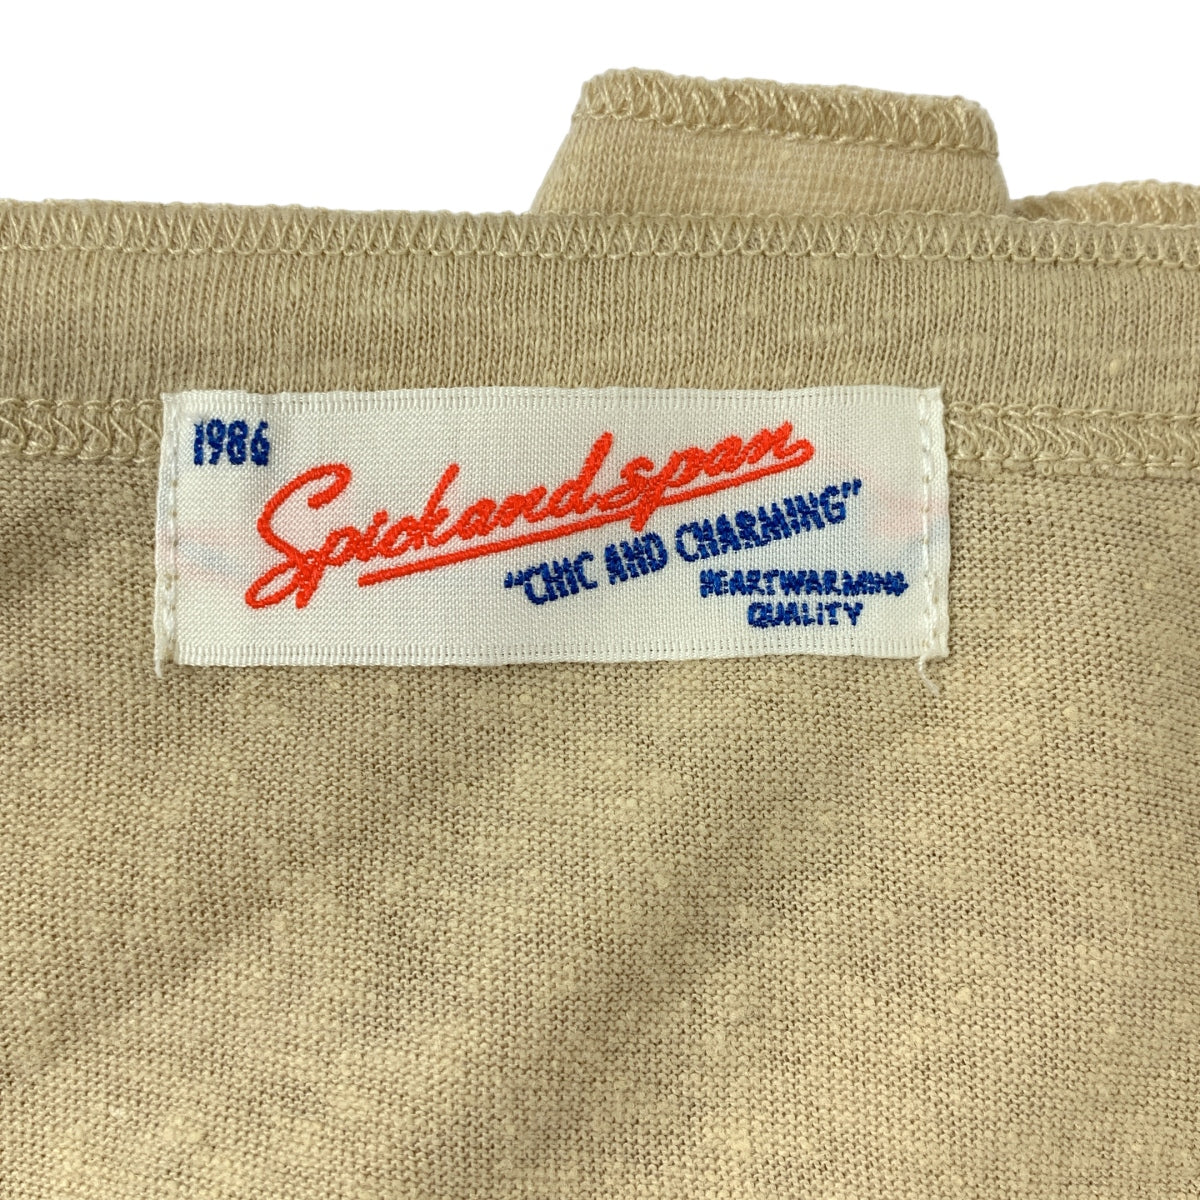 1986
Spickandspan
"CHIC AND CHARMING"
HEARTWARMING
QUALITY